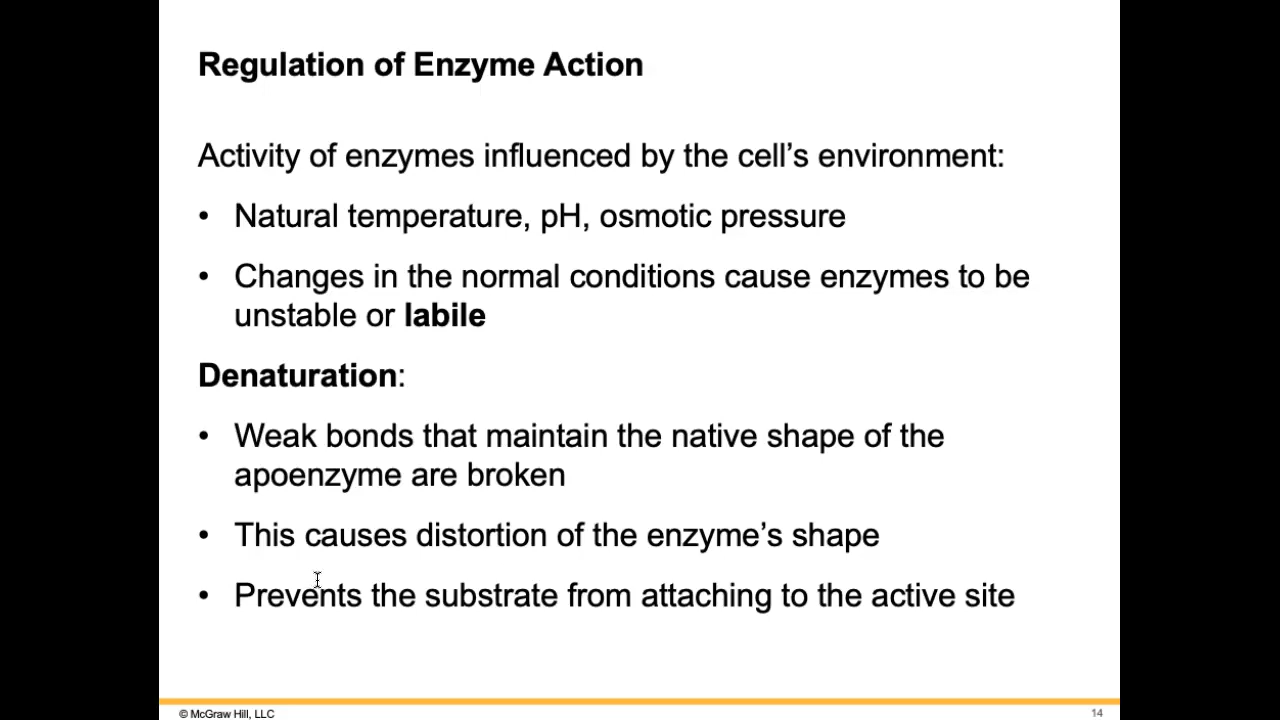 Regulation of Enzyme Action
Activity of enzymes influenced by the cell’s environment:
• Natural temperature, pH, osmotic pressure
• Changes in the normal conditions cause enzymes to be
unstable or labile
Denaturation:
• Weak bonds that maintain the native shape of the
apoenzyme are broken
• This causes distortion of the enzyme’s shape
• Prevents the substrate from attaching to the active site
© McGraw Hill, LLC
14